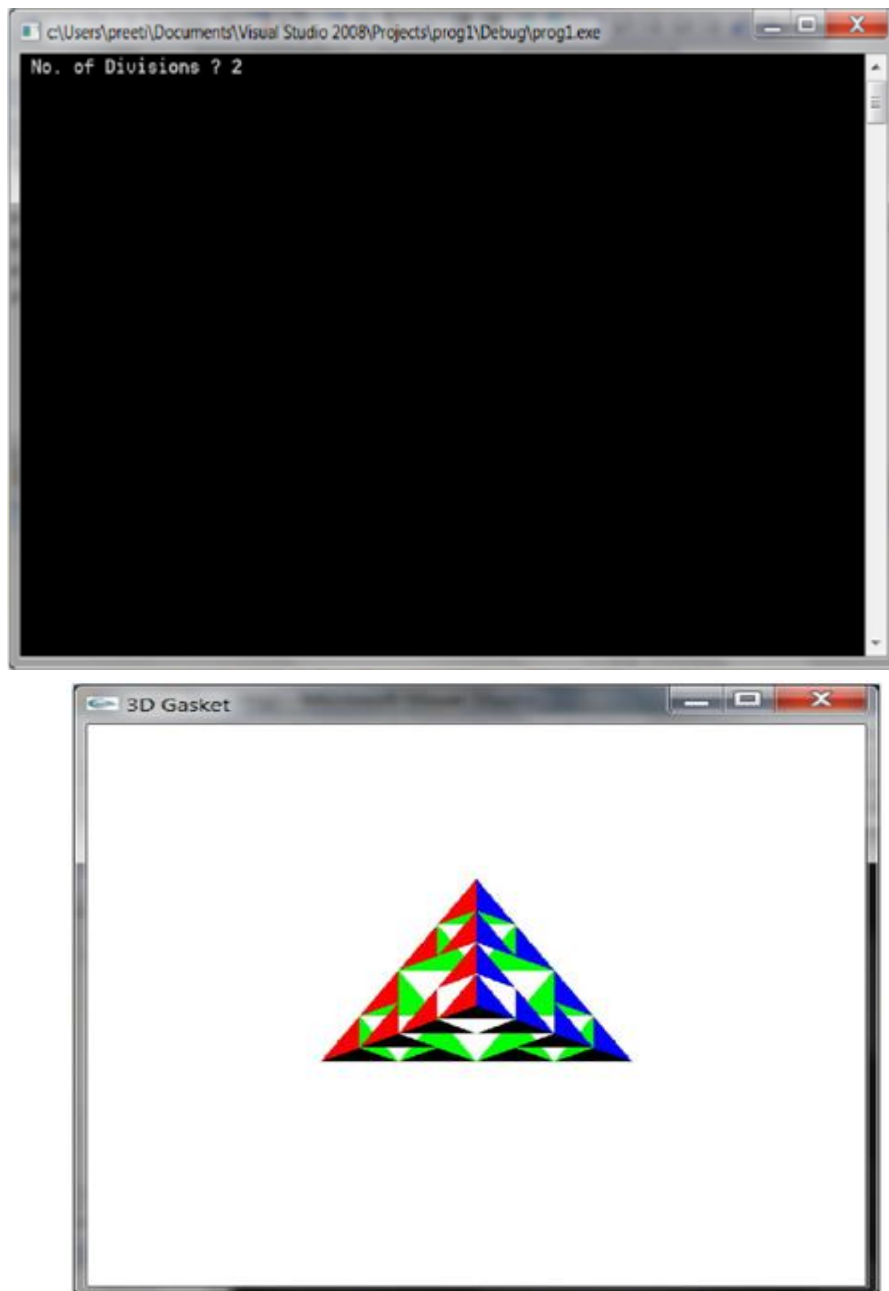 c:\Users\preeti\Documents\Visual Studio 2008\Projects\prog1\Debug\prog1.exe
No. of Divisions ? 2
3D Gasket